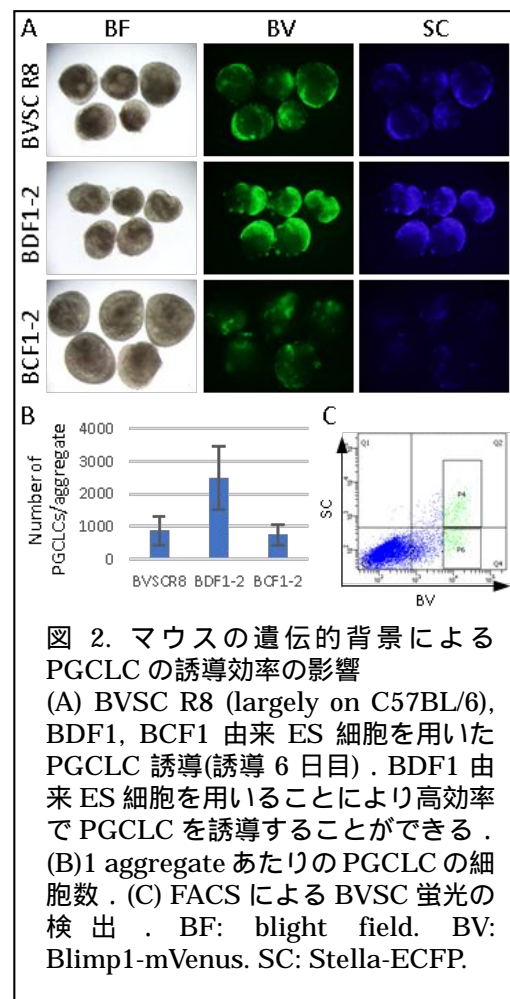 A BF BV SC
BVSC R8
BDF1-2
BCF1-2
B
Number of
PGCLCs/aggregate
4000
3000
2000
1000
0
BVSCR8 BDF1-2 BCF1-2
C
SC
Q1 Q2
P4
P6
Q4
BV
図 2. マウスの遺伝的背景による
PGCLC の誘導効率の影響
(A) BVSC R8 (largely on C57BL/6),
BDF1, BCF1 由来 ES 細胞を用いた
PGCLC 誘導(誘導 6 日目)．BDF1 由
来 ES 細胞を用いることにより高効率
で PGCLC を誘導することができる．
(B)1 aggregate あたりの PGCLC の細
胞数．(C) FACS による BVSC 蛍光の
検出．BF: blight field. BV:
Blimp1-mVenus. SC: Stella-ECFP.